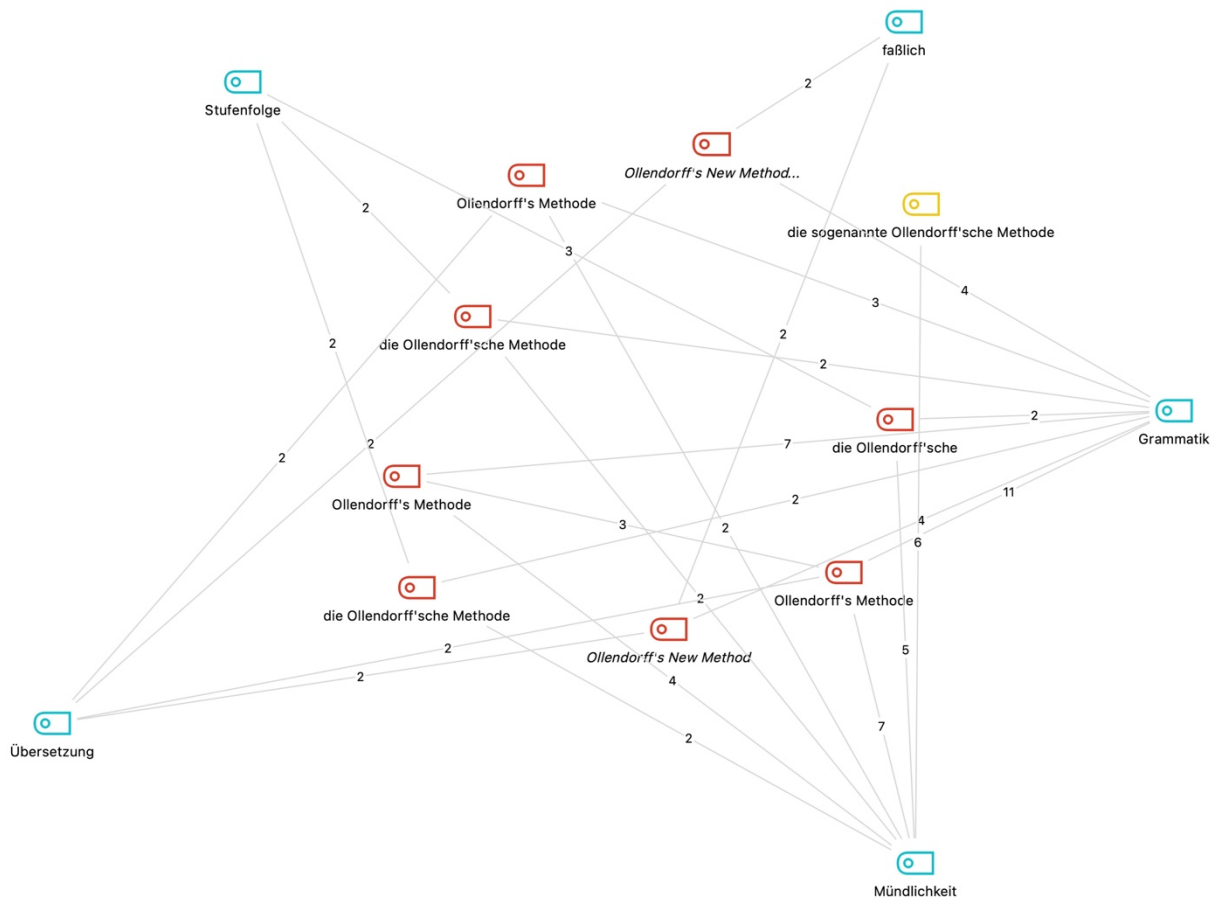 faßlich
2
Stufenfolge
Ollendorff's New Method...
Ollendorff's Methode
2
die sogenannte Ollendorff'sche Methode
3
4
3
die Ollendorff'sche Methode
2
2
2
2
Grammatik
die Ollendorff'sche
2
7
2
Ollendorff's Methode
2
11
3
2
4
6
Ollendorff's Methode
2
die Ollendorff'sche Methode
2
5
Ollendorff's New Method
2
4
7
2
Übersetzung
Mündlichkeit